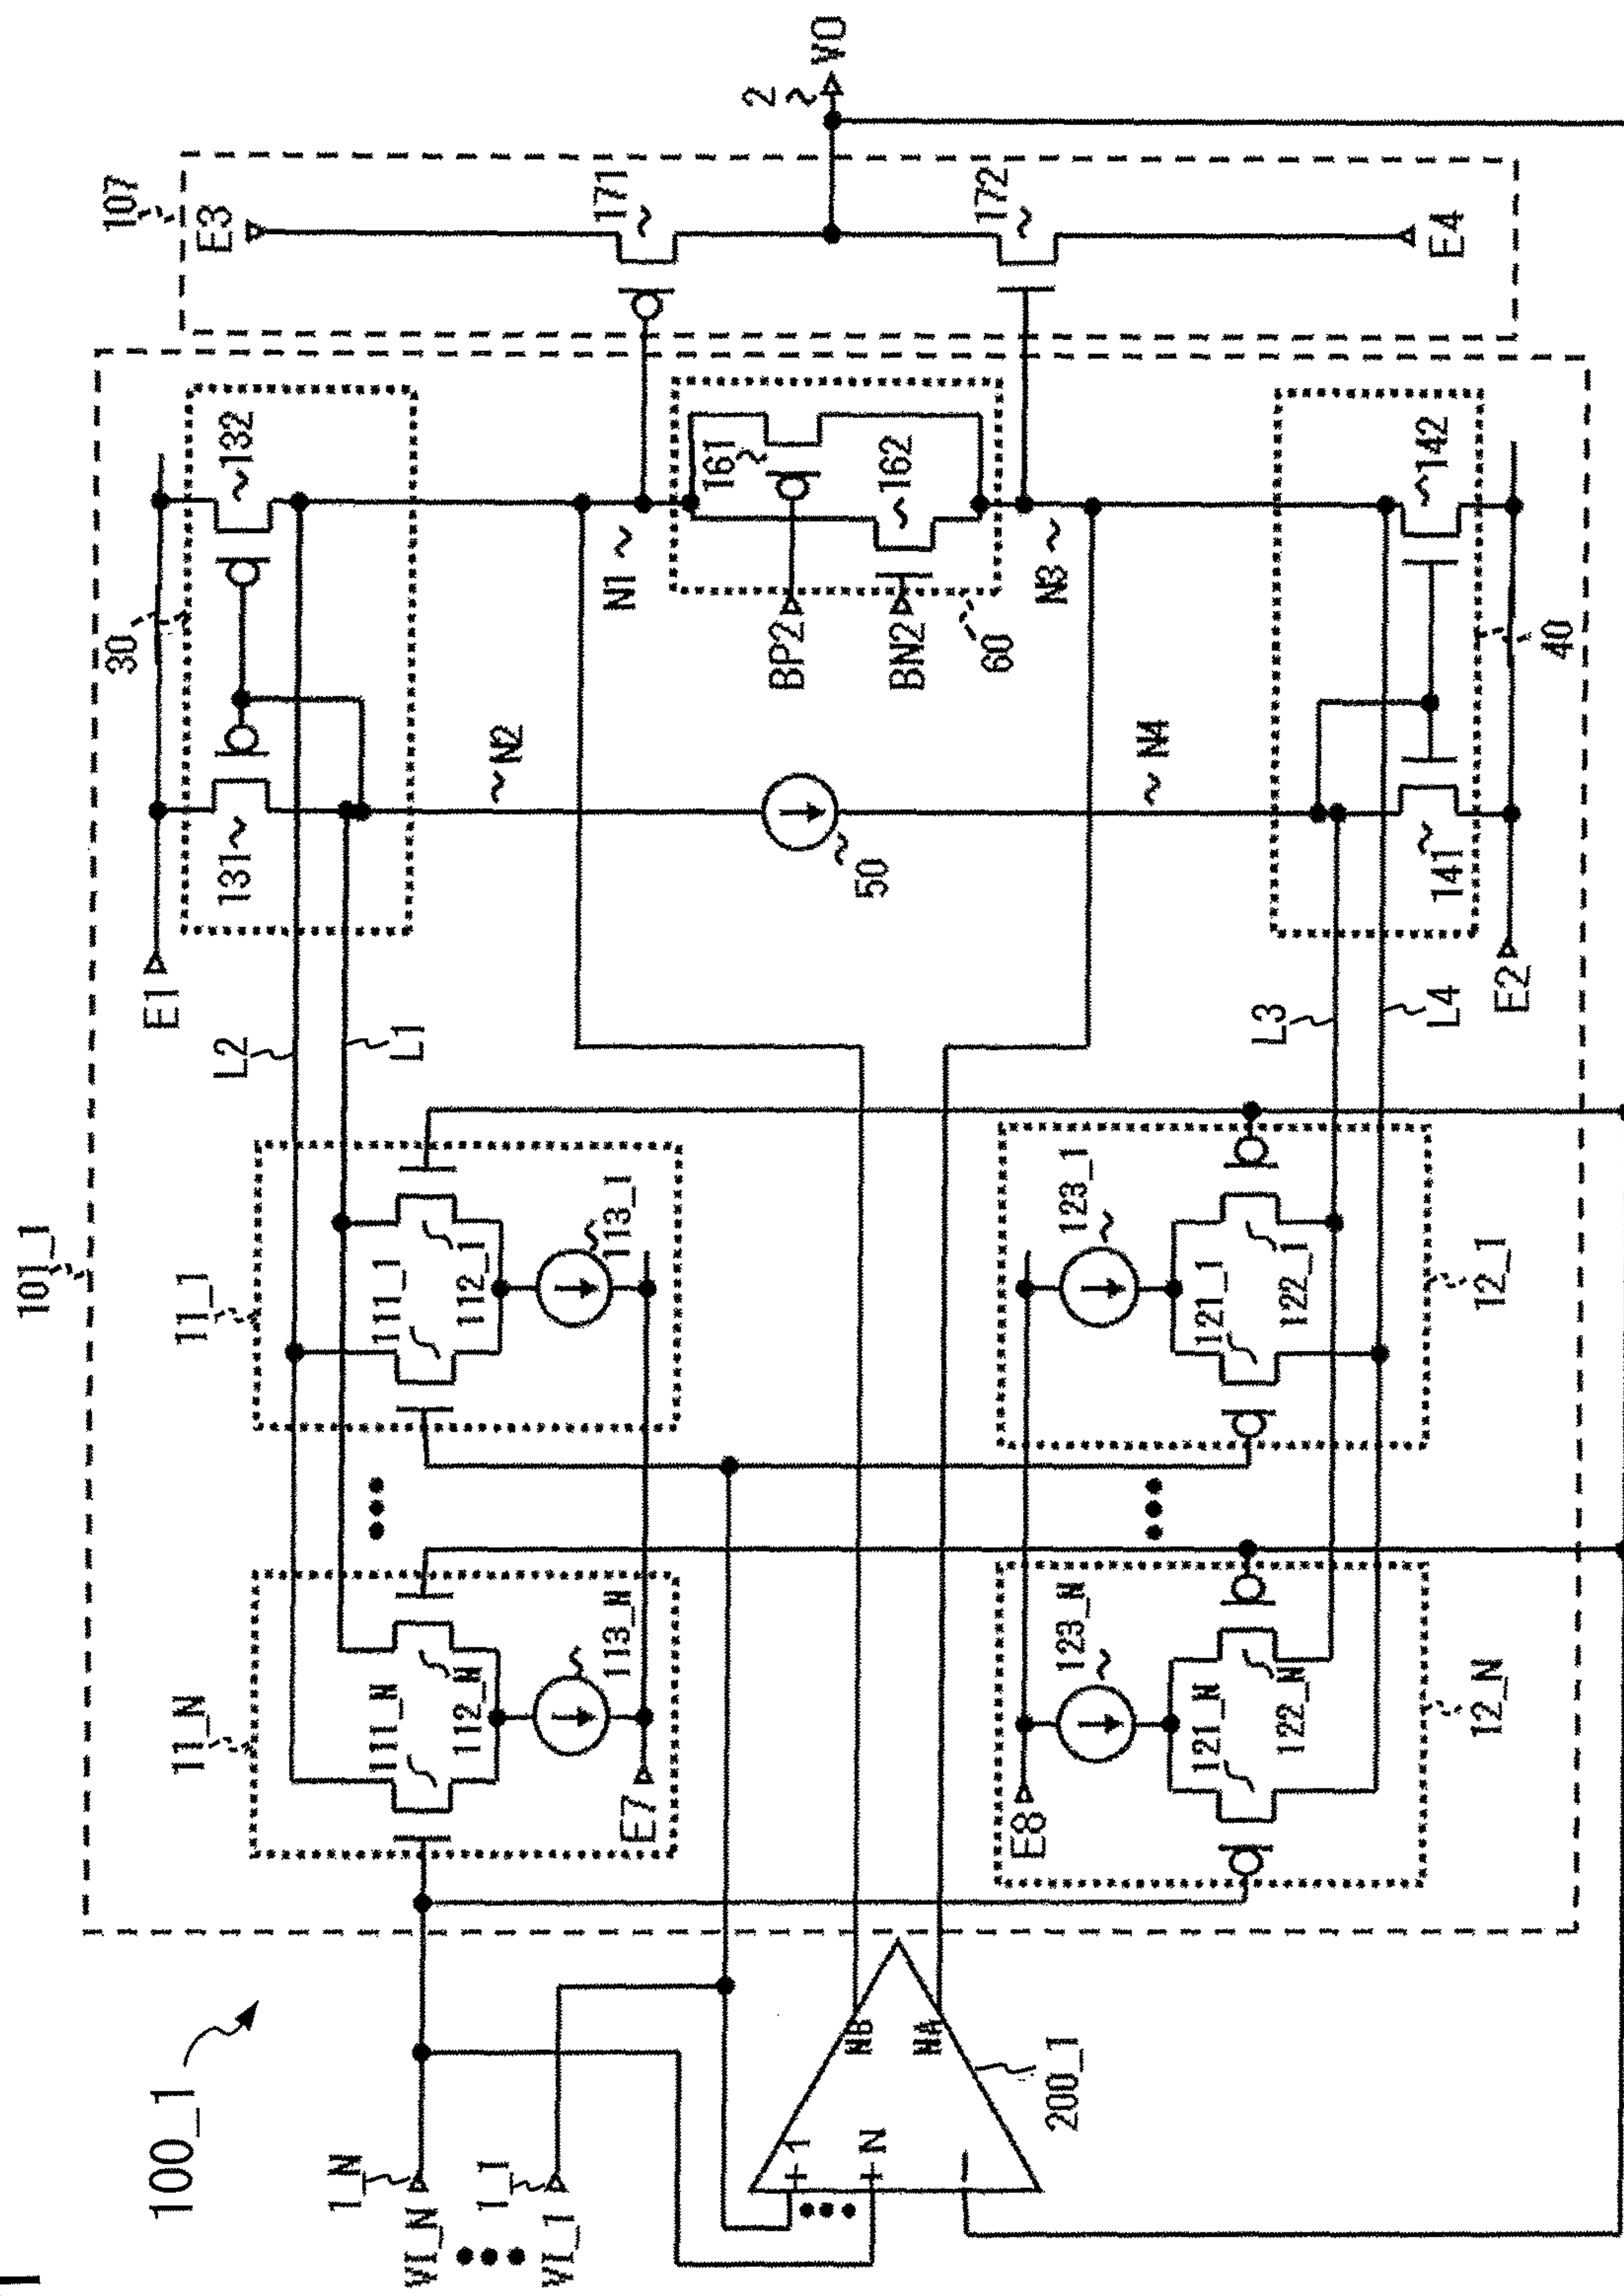 100_1
101_1
107
30
E1
E3
132
131
L2
L1
N1
N2
171
2
VO
172
161
162
BP2
BN2
60
N3
50
N4
E4
142
141
40
E2
L3
L4
11_1
111_1
112_1
113_1
11_N
111_N
112_N
113_N
E7
123_1
121_1
122_1
12_1
E8
123_N
121_N
122_N
12_N
1_N
VI_N
1_1
VI_1
+ 1
+ N
−
NB
NA
200_1